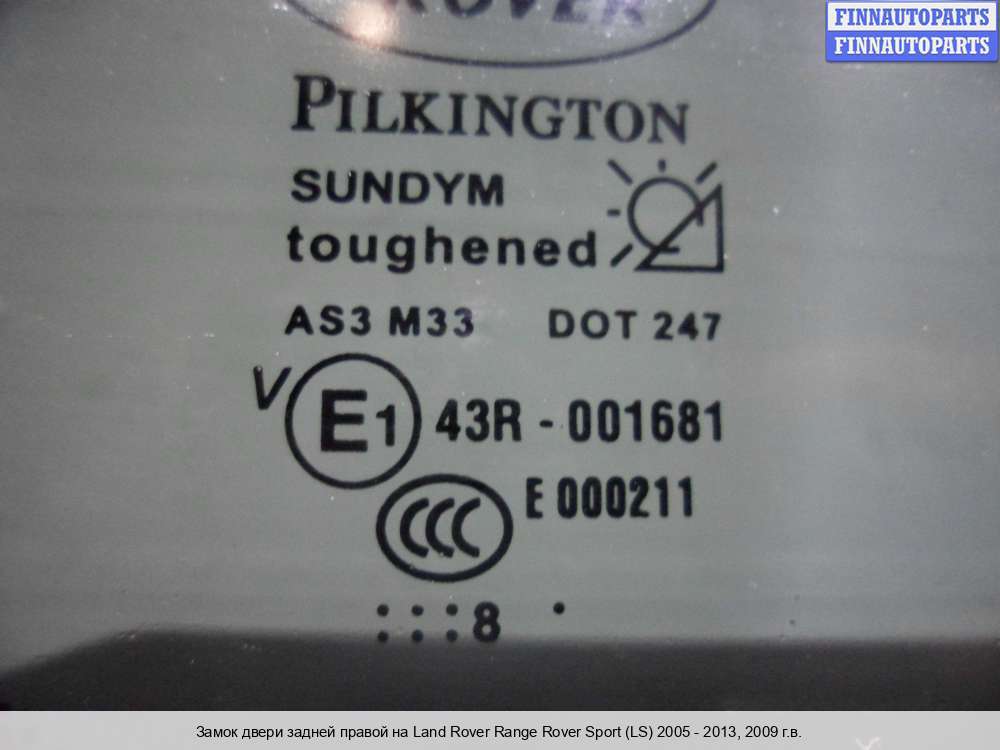 FINNAUTOPARTS
FINNAUTOPARTS
ROVER
PILKINGTON
SUNDYM
toughened
AS3 M33 DOT 247
V E1 43R - 001681
CCC E 000211
: : : 8 .
Замок двери задней правой на Land Rover Range Rover Sport (LS) 2005 - 2013, 2009 г.в.